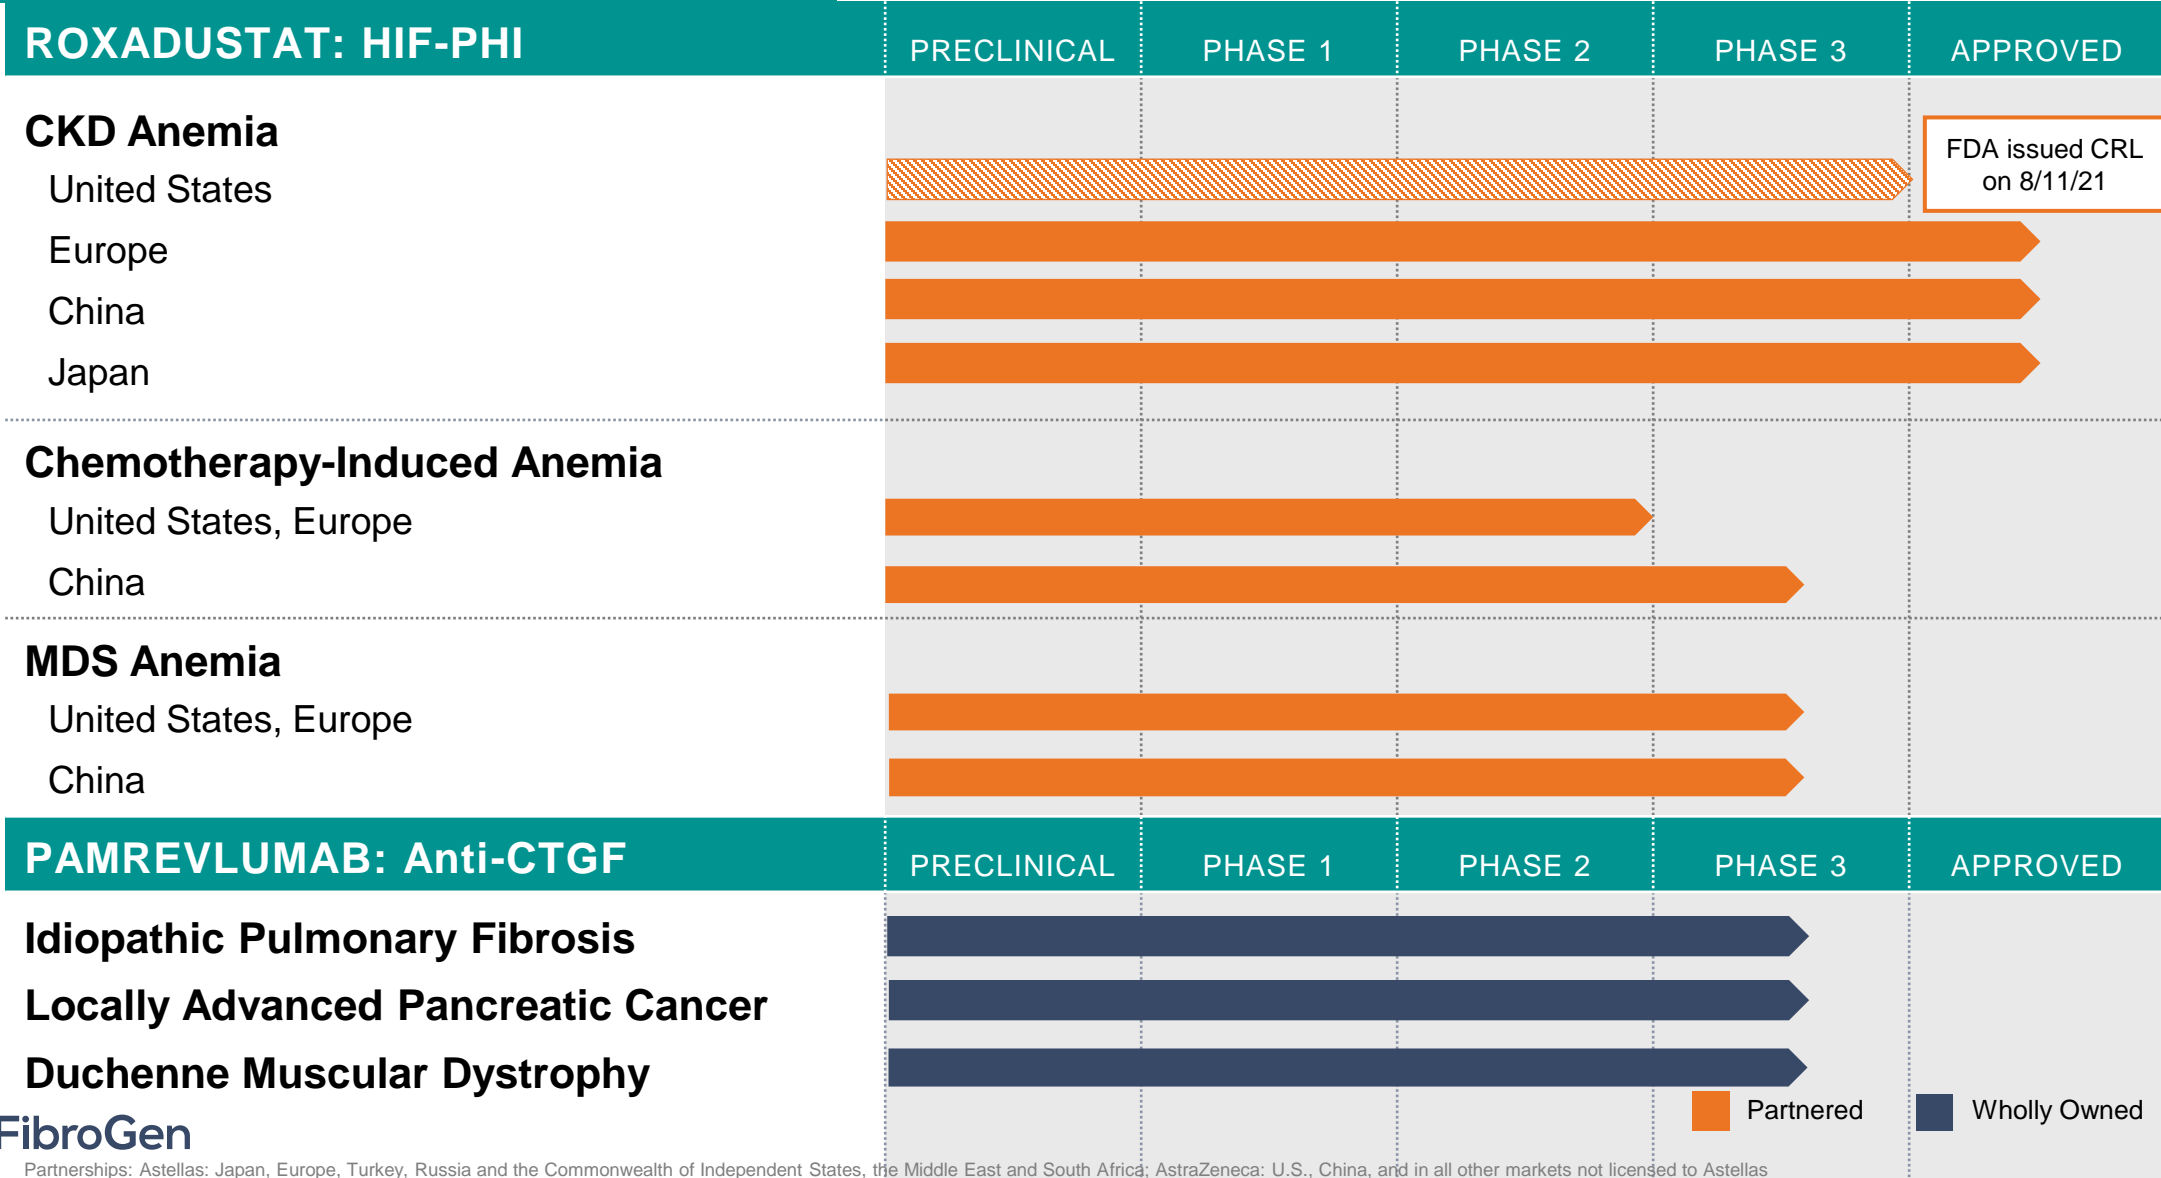 ROXADUSTAT: HIF-PHI PRECLINICAL PHASE 1 PHASE 2 PHASE 3 APPROVED
CKD Anemia
FDA issued CRL
on 8/11/21
United States
Europe
China
Japan
Chemotherapy-Induced Anemia
United States, Europe
China
MDS Anemia
United States, Europe
China
PAMREVLUMAB: Anti-CTGF PRECLINICAL PHASE 1 PHASE 2 PHASE 3 APPROVED
Idiopathic Pulmonary Fibrosis
Locally Advanced Pancreatic Cancer
Duchenne Muscular Dystrophy
Partnered Wholly Owned
FibroGen
Partnerships: Astellas: Japan, Europe, Turkey, Russia and the Commonwealth of Independent States, the Middle East and South Africa; AstraZeneca: U.S., China, and in all other markets not licensed to Astellas